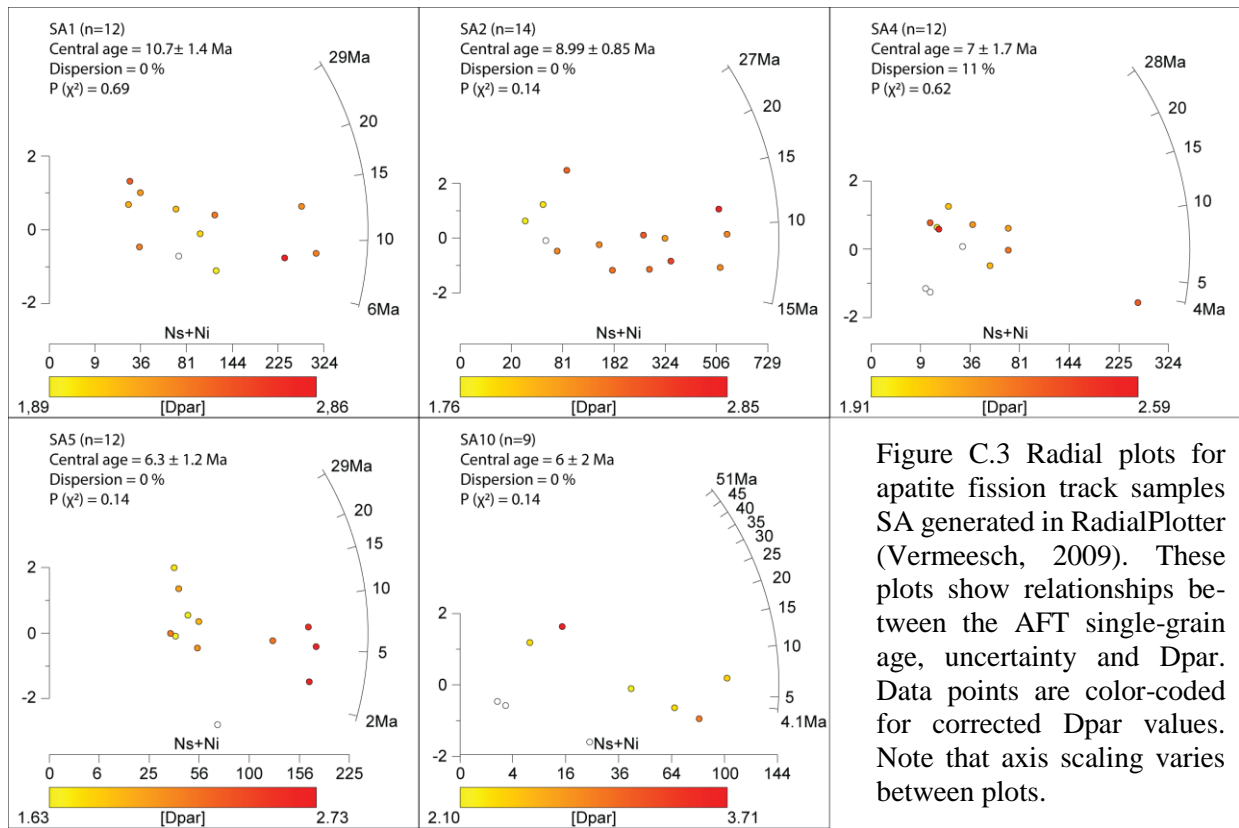 SA1 (n=12)
Central age = 10.7± 1.4 Ma
Dispersion = 0 %
P (χ²) = 0.69
29Ma
20
15
10
6Ma
2
0
-2
Ns+Ni
0 9 36 81 144 225 324
1,89 [Dpar] 2,86
SA2 (n=14)
Central age = 8.99 ± 0.85 Ma
Dispersion = 0 %
P (χ²) = 0.14
27Ma
20
15
10
15Ma
2
0
-2
Ns+Ni
0 20 81 182 324 506 729
1.76 [Dpar] 2.85
SA4 (n=12)
Central age = 7 ± 1.7 Ma
Dispersion = 11 %
P (χ²) = 0.62
28Ma
20
15
10
5
4Ma
2
0
-2
Ns+Ni
0 9 36 81 144 225 324
1.91 [Dpar] 2.59
SA5 (n=12)
Central age = 6.3 ± 1.2 Ma
Dispersion = 0 %
P (χ²) = 0.14
29Ma
20
15
10
5
2Ma
2
0
-2
Ns+Ni
0 6 25 56 100 156 225
1.63 [Dpar] 2.73
SA10 (n=9)
Central age = 6 ± 2 Ma
Dispersion = 0 %
P (χ²) = 0.14
51Ma
45
40
35
30
25
20
15
10
5
4.1Ma
2
0
-2
Ns+Ni
0 4 16 36 64 100 144
2.10 [Dpar] 3.71
Figure C.3 Radial plots for
apatite fission track samples
SA generated in RadialPlotter
(Vermeesch, 2009). These
plots show relationships be-
tween the AFT single-grain
age, uncertainty and Dpar.
Data points are color-coded
for corrected Dpar values.
Note that axis scaling varies
between plots.